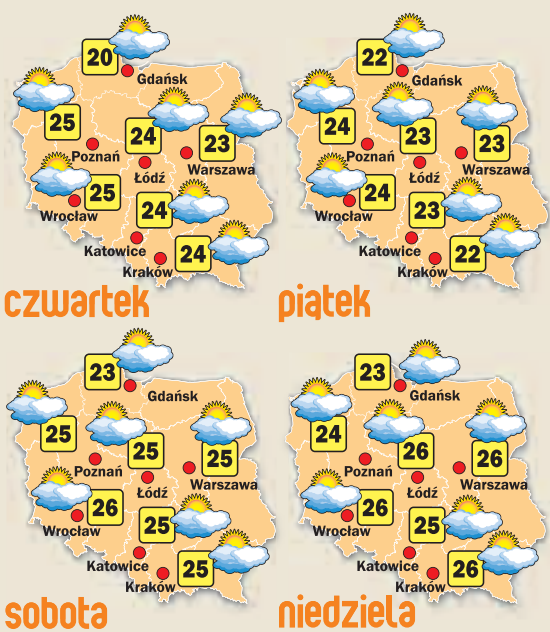 20
Gdańsk
25
24
23
Poznań
Łódź
Warszawa
25
Wrocław
24
Katowice
24
Kraków
czwartek
22
Gdańsk
24
23
23
Poznań
Łódź
Warszawa
24
Wrocław
23
Katowice
22
Kraków
piątek
23
Gdańsk
25
25
25
Poznań
Łódź
Warszawa
26
Wrocław
25
Katowice
25
Kraków
sobota
23
Gdańsk
24
26
26
Poznań
Łódź
Warszawa
26
Wrocław
25
Katowice
26
Kraków
niedziela